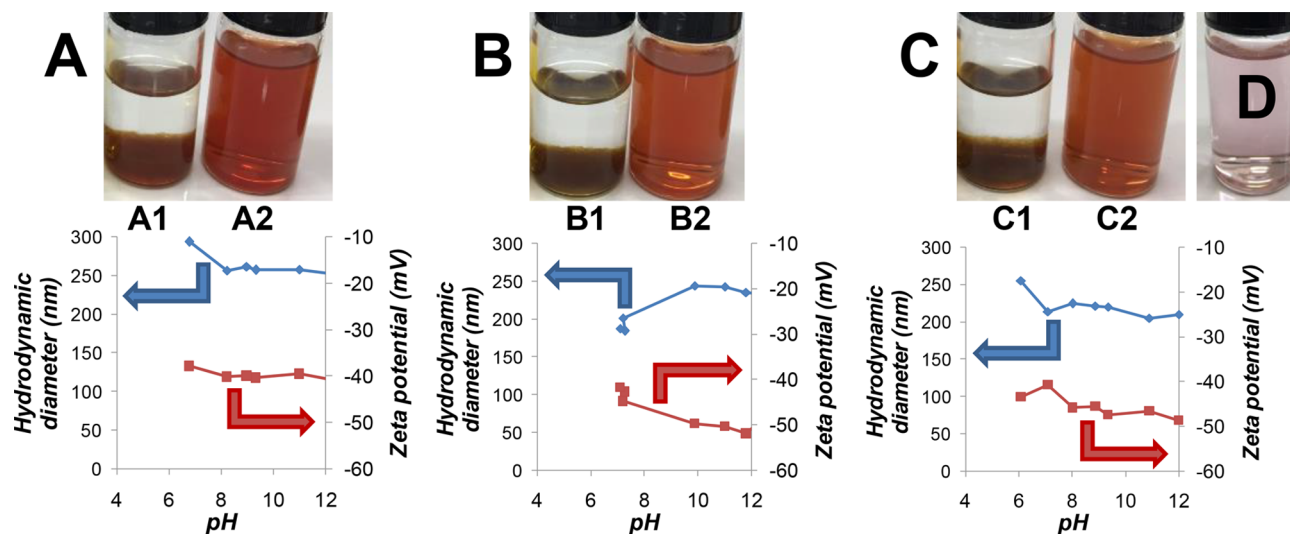 A
B
C
D
A1 A2
B1 B2
C1 C2
300
250
200
150
100
50
0
Hydrodynamic
diameter (nm)
-10
-20
-30
-40
-50
-60
Zeta potential (mV)
4 6 8 10 12
pH
300
250
200
150
100
50
0
Hydrodynamic
diameter (nm)
-10
-20
-30
-40
-50
-60
Zeta potential (mV)
4 6 8 10 12
pH
300
250
200
150
100
50
0
Hydrodynamic
diameter (nm)
-10
-20
-30
-40
-50
-60
Zeta potential (mV)
4 6 8 10 12
pH